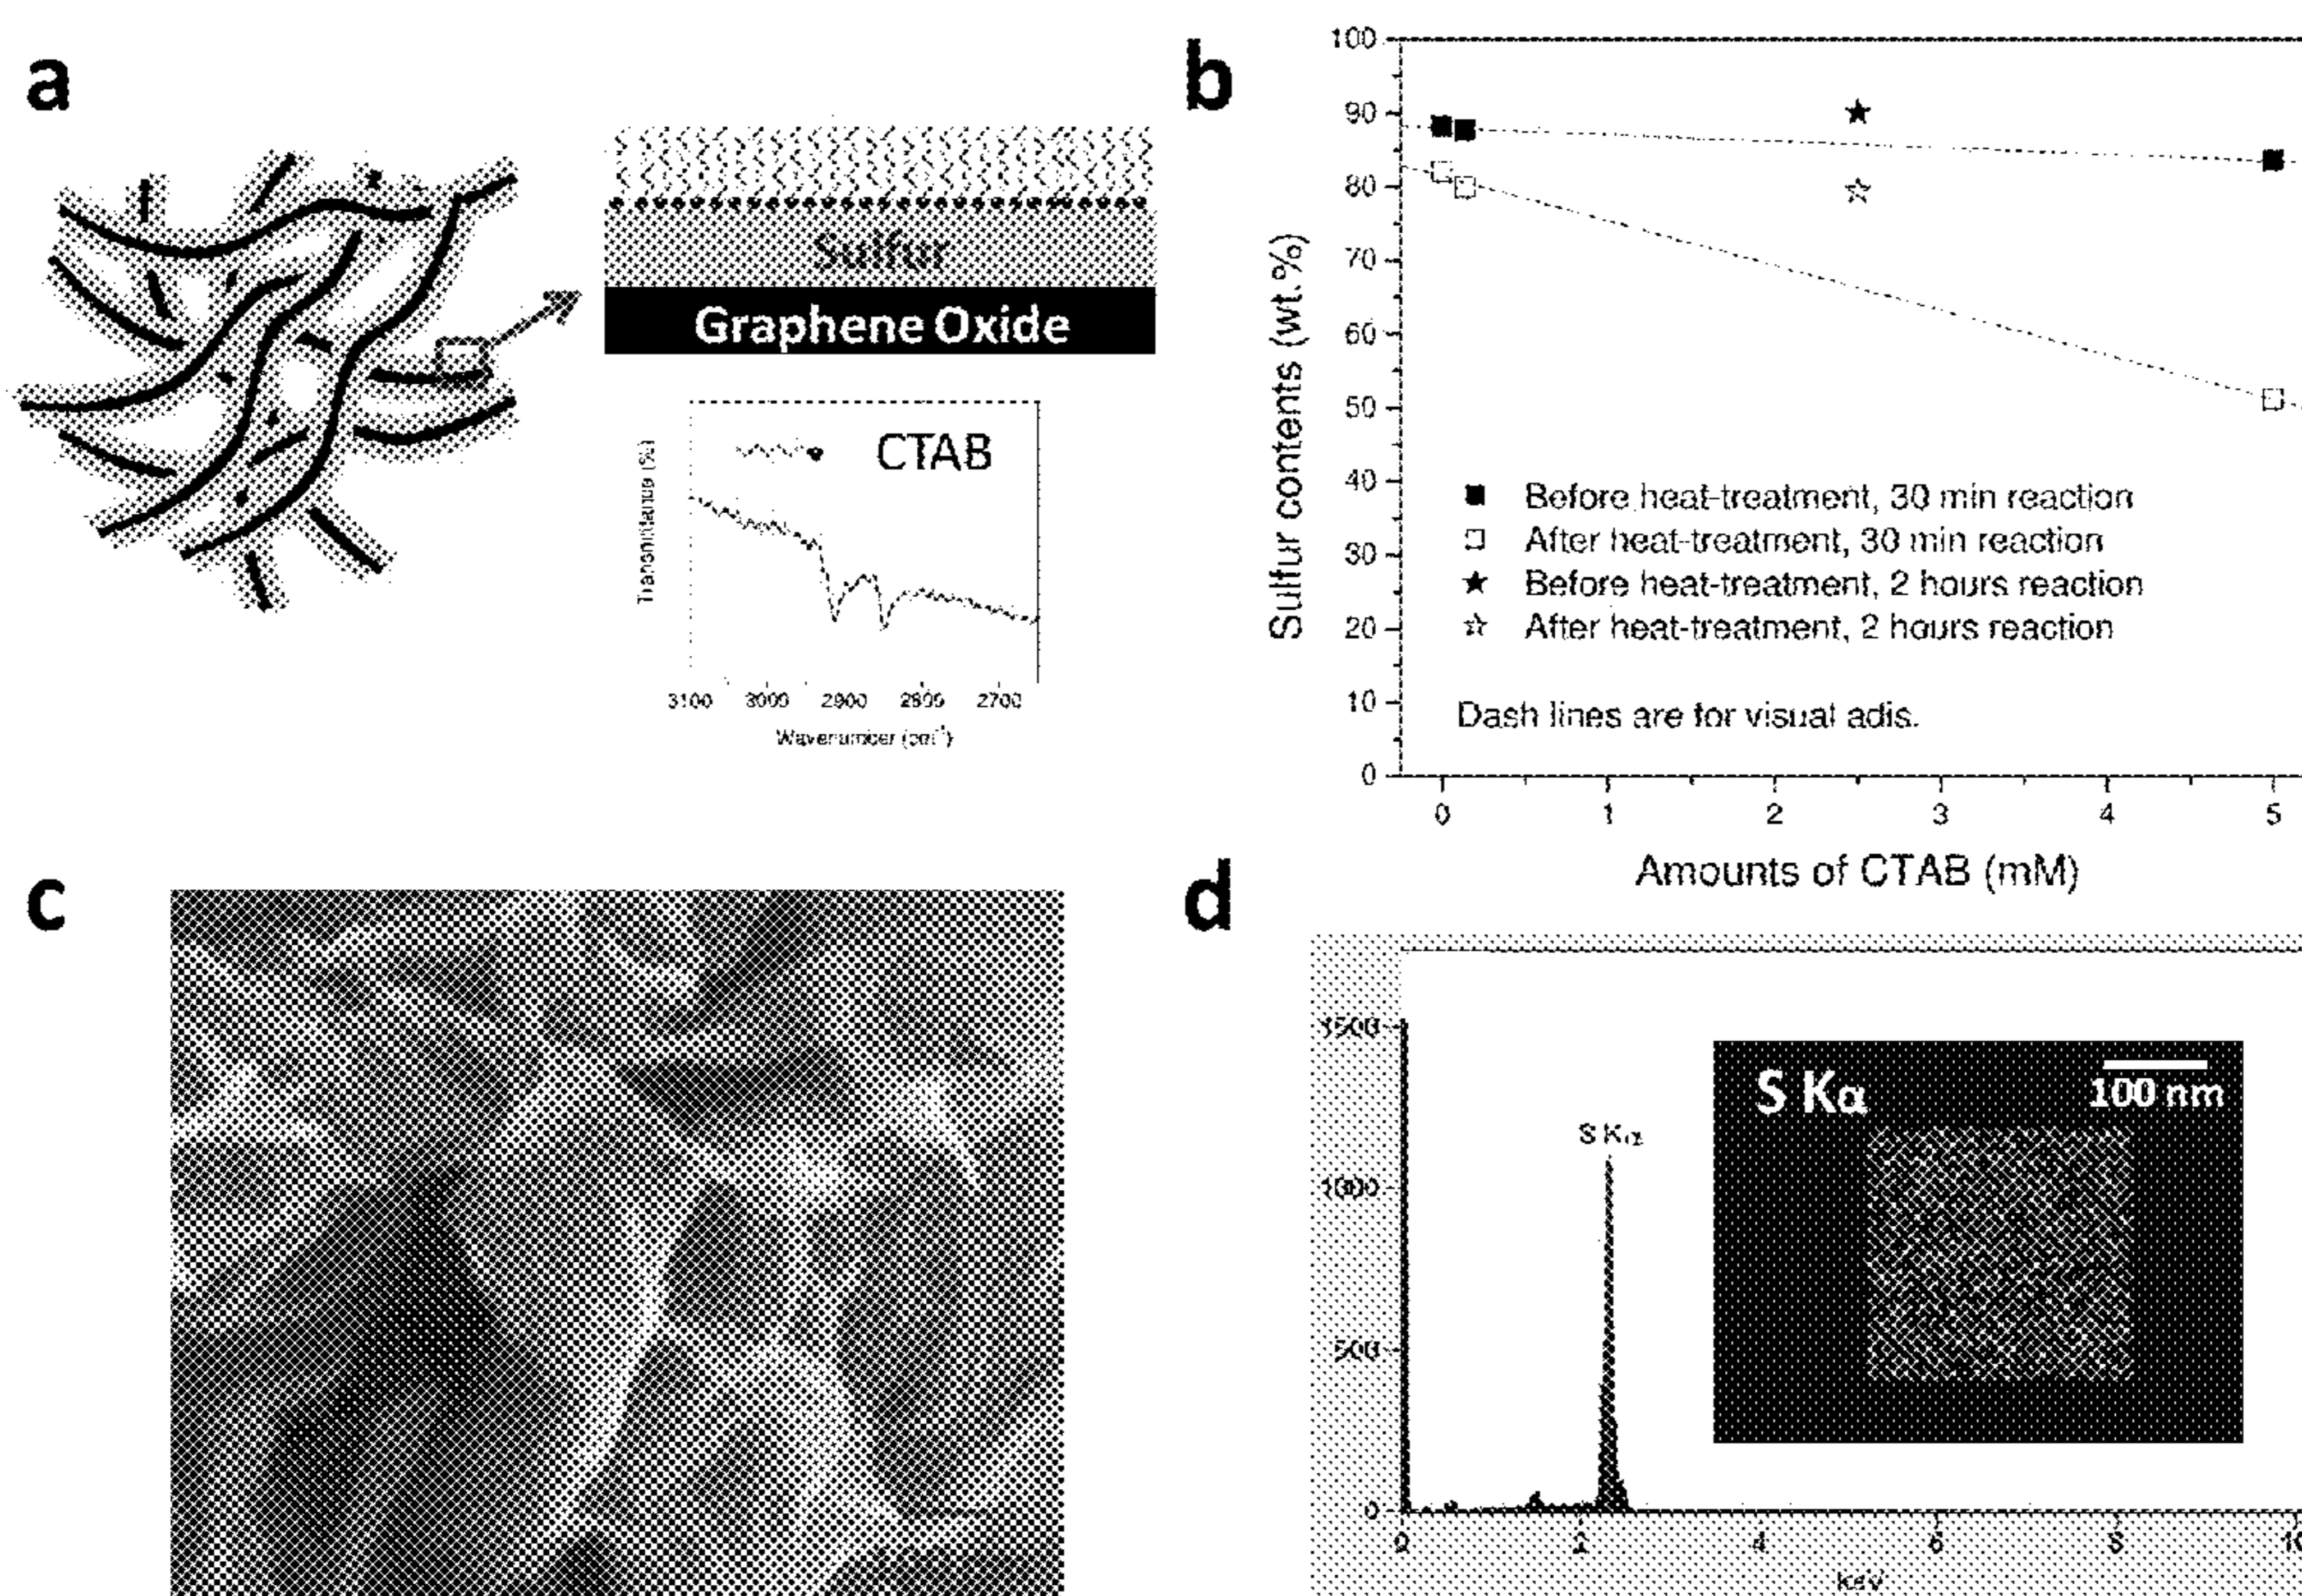 a
Sulfur
Graphene Oxide
CTAB
Transmittance (%)
3100 3000 2900 2800 2700
Wavenumber (cm⁻¹)
b
100
90
80
70
60
50
40
30
20
10
0
Sulfur contents (wt.%)
Before heat-treatment, 30 min reaction
After heat-treatment, 30 min reaction
Before heat-treatment, 2 hours reaction
After heat-treatment, 2 hours reaction
Dash lines are for visual adis.
0 1 2 3 4 5
Amounts of CTAB (mM)
c
d
1500
1000
500
0
S Kα
S Kα
100 nm
0 2 4 6 8 10
keV